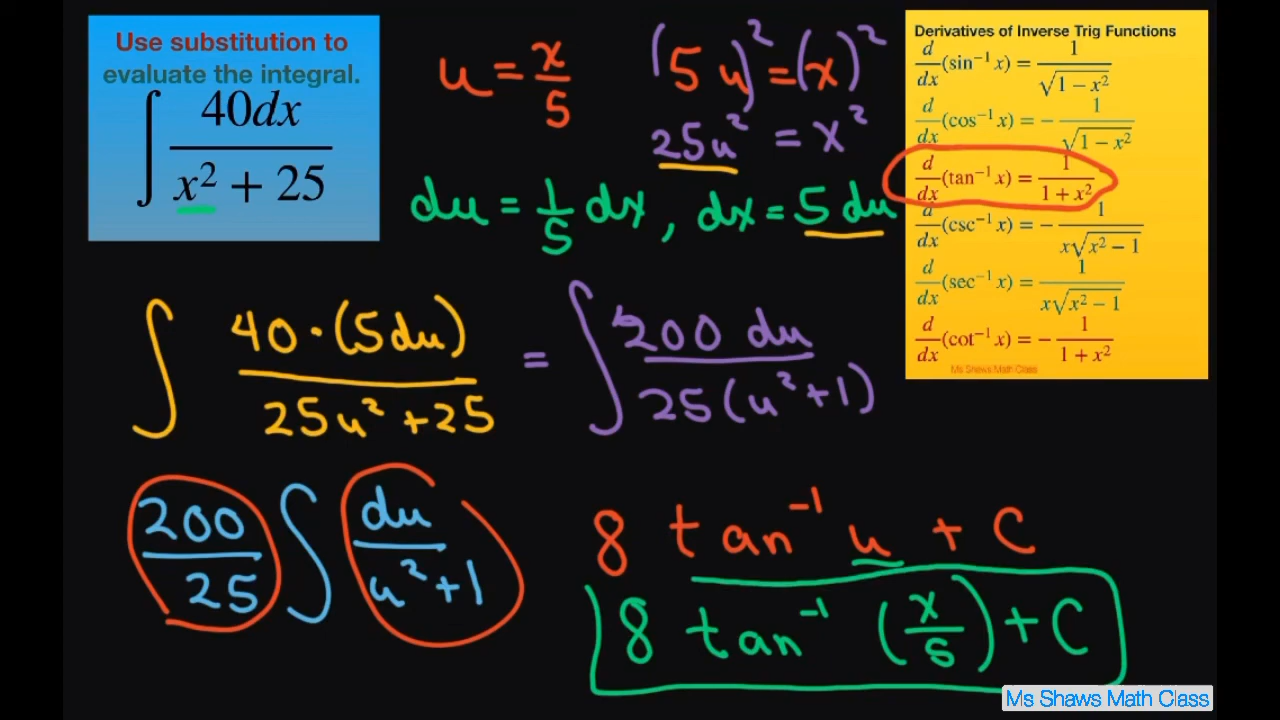 Use substitution to
evaluate the integral.
∫ 40dx / (x² + 25)
u = x/5
(5u)² = (x)²
25u² = x²
du = 1/5 dx, dx = 5 du
Derivatives of Inverse Trig Functions
d/dx (sin⁻¹ x) = 1/√(1 − x²)
d/dx (cos⁻¹ x) = − 1/√(1 − x²)
d/dx (tan⁻¹ x) = 1/(1 + x²)
d/dx (csc⁻¹ x) = − 1/(x√(x² − 1))
d/dx (sec⁻¹ x) = 1/(x√(x² − 1))
d/dx (cot⁻¹ x) = − 1/(1 + x²)
Ms Shaws Math Class
∫ 40 · (5du) / (25u² + 25) = ∫ 200 du / 25(u² + 1)
200/25 ∫ du / (u² + 1)
8 tan⁻¹ u + C
8 tan⁻¹ (x/5) + C
Ms Shaws Math Class